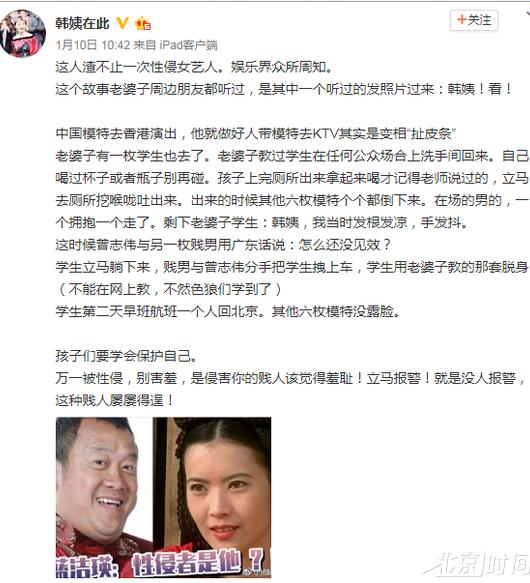 韩姨在此
+关注
1月10日 10:42 来自 iPad客户端
这人渣不止一次性侵女艺人。娱乐界众所周知。
这个故事老婆子周边朋友都听过，是其中一个听过的发照片过来：韩姨！看！
中国模特去香港演出，他就做好人带模特去KTV其实是变相“扯皮条”
老婆子有一枚学生也去了。老婆子教过学生在任何公众场合上洗手间回来。自己
喝过杯子或者瓶子别再碰。孩子上完厕所出来拿起来喝才记得老师说过的，立马
去厕所挖喉咙吐出来。出来的时候其他六枚模特个个都倒下来。在场的男的，一
个拥抱一个走了。剩下老婆子学生：韩姨，我当时发根发凉，手发抖。
这时候曾志伟与另一枚贱男用广东话说：怎么还没见效？
学生立马躺下来，贱男与曾志伟分手把学生拽上车，学生用老婆子教的那套脱身
（不能在网上教，不然色狼们学到了）
学生第二天早班航班一个人回北京。其他六枚模特没露脸。
孩子们要学会保护自己。
万一被性侵，别害羞，是侵害你的贱人该觉得羞耻！立马报警！就是没人报警，
这种贱人屡屡得逞！
蓝洁瑛：性侵者是他？
北京时间